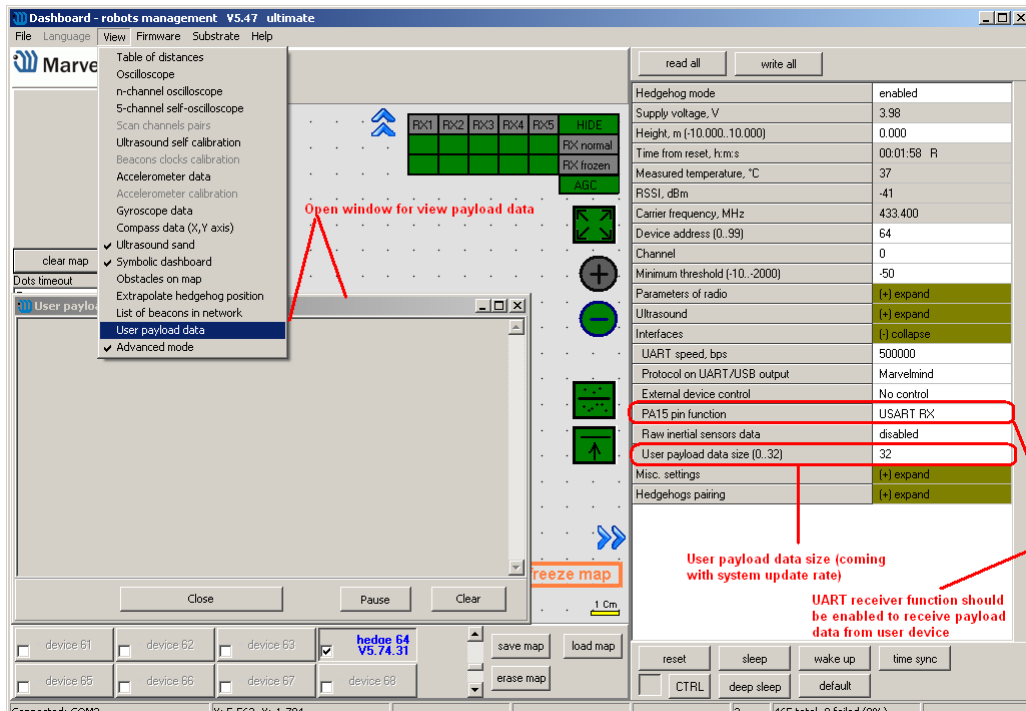 Dashboard - robots management V5.47 ultimate
File Language View Firmware Substrate Help
Marve
Table of distances
Oscilloscope
n-channel oscilloscope
5-channel self-oscilloscope
Scan channels pairs
Ultrasound self calibration
Beacons clocks calibration
Accelerometer data
Accelerometer calibration
Gyroscope data
Compass data (X,Y axis)
Ultrasound sand
Symbolic dashboard
Obstacles on map
Extrapolate hedgehog position
List of beacons in network
User payload data
Advanced mode
clear map
Dots timeout
RX1 RX2 RX3 RX4 RX5 HIDE
RX normal
RX frozen
AGC
Open window for view payload data
User paylo
Close Pause Clear
freeze map
1 Cm
device 61 device 62 device 63 hedge 64
V5.74.31
device 65 device 66 device 67 device 68
save map load map
erase map
read all write all
Hedgehog mode enabled
Supply voltage, V 3.98
Height, m (-10.000..10.000) 0.000
Time from reset, h:m:s 00:01:58 R
Measured temperature, °C 37
RSSI, dBm -41
Carrier frequency, MHz 433.400
Device address (0..99) 64
Channel 0
Minimum threshold (-10..-2000) -50
Parameters of radio (+) expand
Ultrasound (+) expand
Interfaces (-) collapse
UART speed, bps 500000
Protocol on UART/USB output Marvelmind
External device control No control
PA15 pin function USART RX
Raw inertial sensors data disabled
User payload data size (0..32) 32
Misc. settings (+) expand
Hedgehogs pairing (+) expand
User payload data size (coming
with system update rate)
UART receiver function should
be enabled to receive payload
data from user device
reset sleep wake up time sync
CTRL deep sleep default